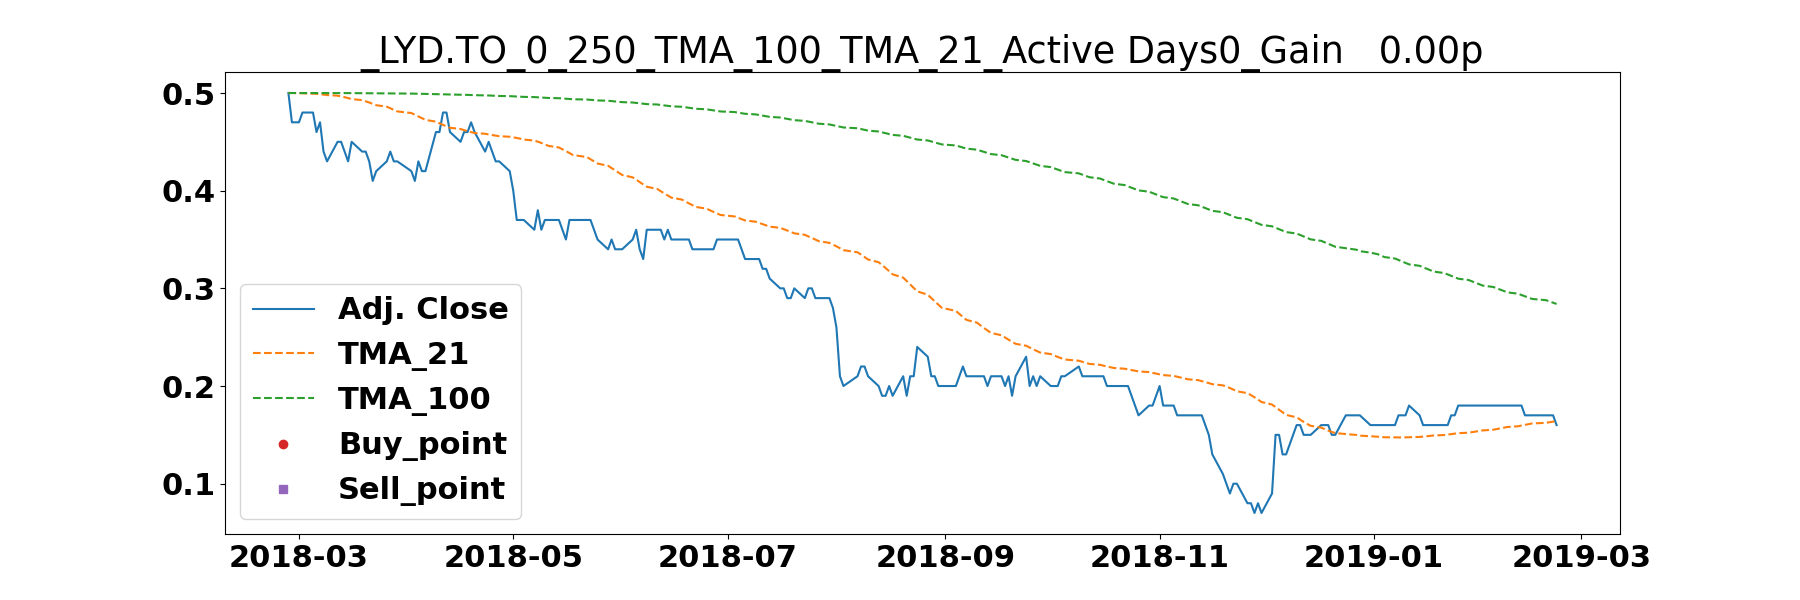 _LYD.TO_0_250_TMA_100_TMA_21_Active Days0_Gain   0.00p
0.5
0.4
0.3
0.2
0.1
Adj. Close
TMA_21
TMA_100
Buy_point
Sell_point
2018-03 2018-05 2018-07 2018-09 2018-11 2019-01 2019-03